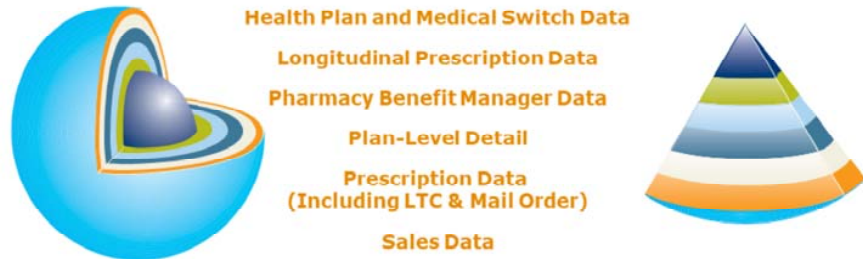 Health Plan and Medical Switch Data
Longitudinal Prescription Data
Pharmacy Benefit Manager Data
Plan-Level Detail
Prescription Data
(Including LTC & Mail Order)
Sales Data